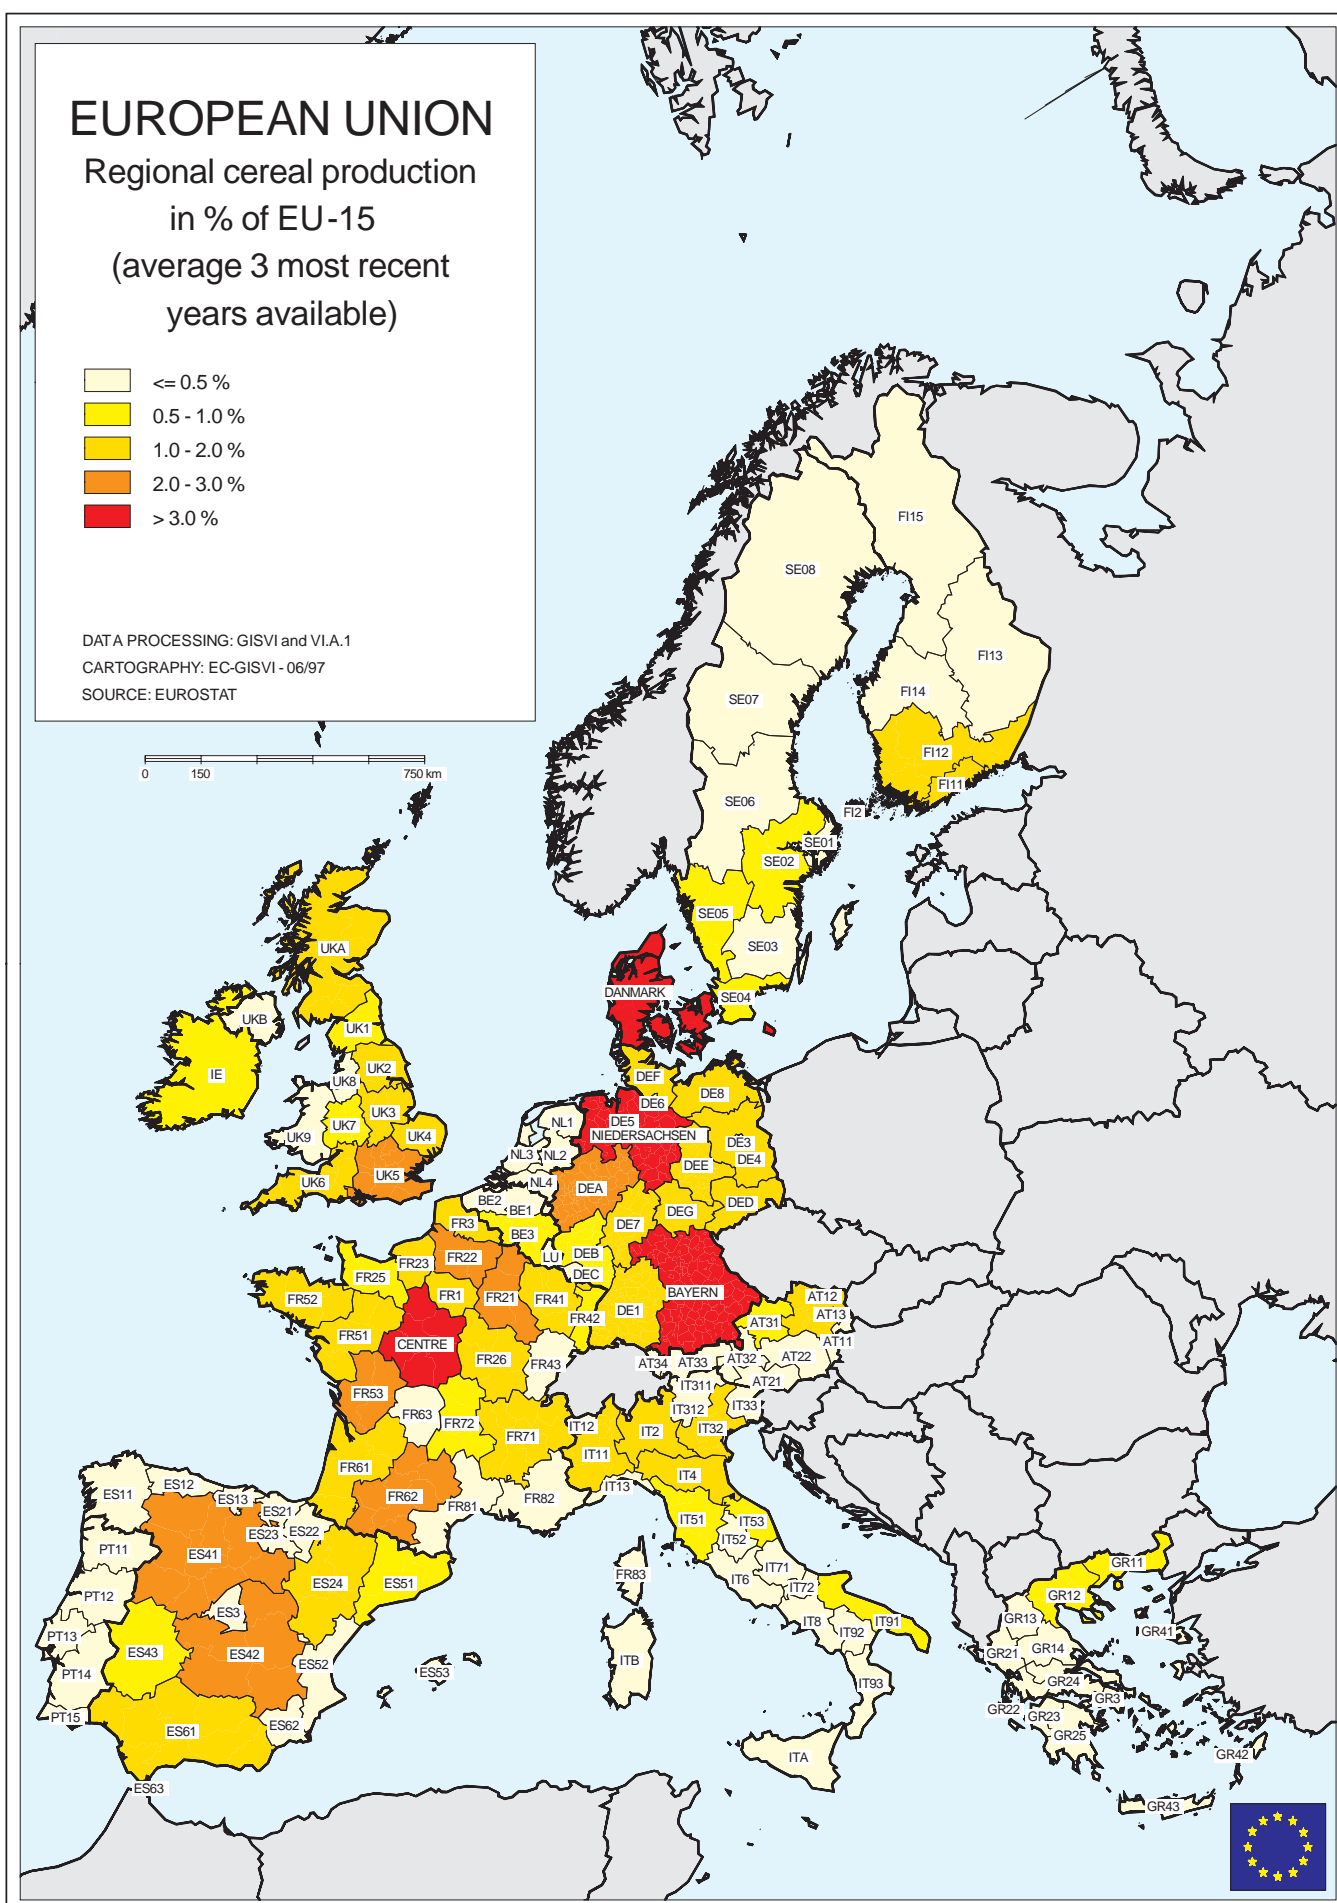 EUROPEAN UNION
Regional cereal production
in % of EU-15
(average 3 most recent
years available)
<= 0.5 %
0.5 - 1.0 %
1.0 - 2.0 %
2.0 - 3.0 %
> 3.0 %
DATA PROCESSING: GISVI and VI.A.1
CARTOGRAPHY: EC-GISVI - 06/97
SOURCE: EUROSTAT
0 150 750 km
FI15
SE08
FI13
FI14
SE07
FI12
FI11
SE06
FI2
SE01
SE02
SE05
SE03
UKA
DANMARK
SE04
UKB
UK1
IE
UK2
UK8
DEF
DE8
DE6
UK3
UK7
UK4
UK9
NL1
DE5
NIEDERSACHSEN
DE3
DE4
NL3
NL2
DEE
UK5
UK6
NL4
DEA
BE2
BE1
DED
DEG
FR3
BE3
DE7
FR22
LU
DEB
FR23
DEC
FR25
FR52
FR1
FR21
FR41
FR42
DE1
BAYERN
AT12
AT13
AT31
FR51
CENTRE
AT11
FR26
FR43
AT34
AT33
AT32
AT22
AT21
IT311
FR53
FR63
FR72
IT312
IT33
FR71
IT12
IT2
IT32
IT11
FR61
IT4
FR62
IT13
FR81
FR82
ES11
ES12
ES13
ES21
ES22
ES23
IT51
IT53
IT52
PT11
ES41
FR83
IT71
IT6
IT72
GR11
ES24
ES51
PT12
ES3
IT8
IT91
IT92
GR12
GR13
GR41
PT13
ES43
ES42
ES52
ES53
ITB
GR21
GR14
PT14
IT93
GR24
GR3
PT15
ES61
ES62
GR22
GR23
GR25
ITA
GR42
ES63
GR43